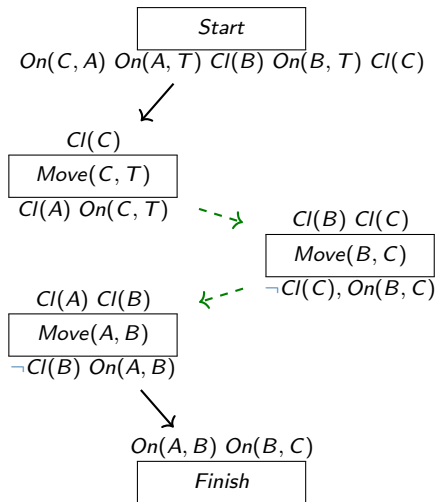 Start
On(C, A) On(A, T) Cl(B) On(B, T) Cl(C)
Cl(C)
Move(C, T)
Cl(A) On(C, T)
Cl(B) Cl(C)
Move(B, C)
¬Cl(C), On(B, C)
Cl(A) Cl(B)
Move(A, B)
¬Cl(B) On(A, B)
On(A, B) On(B, C)
Finish